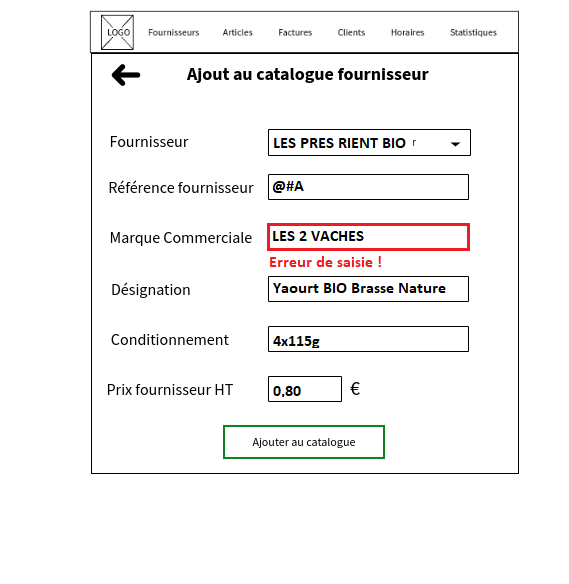 LOGO Fournisseurs Articles Factures Clients Horaires Statistiques
Ajout au catalogue fournisseur
Fournisseur LES PRES RIENT BIO r
Référence fournisseur @#A
Marque Commerciale LES 2 VACHES
Erreur de saisie !
Désignation Yaourt BIO Brasse Nature
Conditionnement 4x115g
Prix fournisseur HT 0,80 €
Ajouter au catalogue